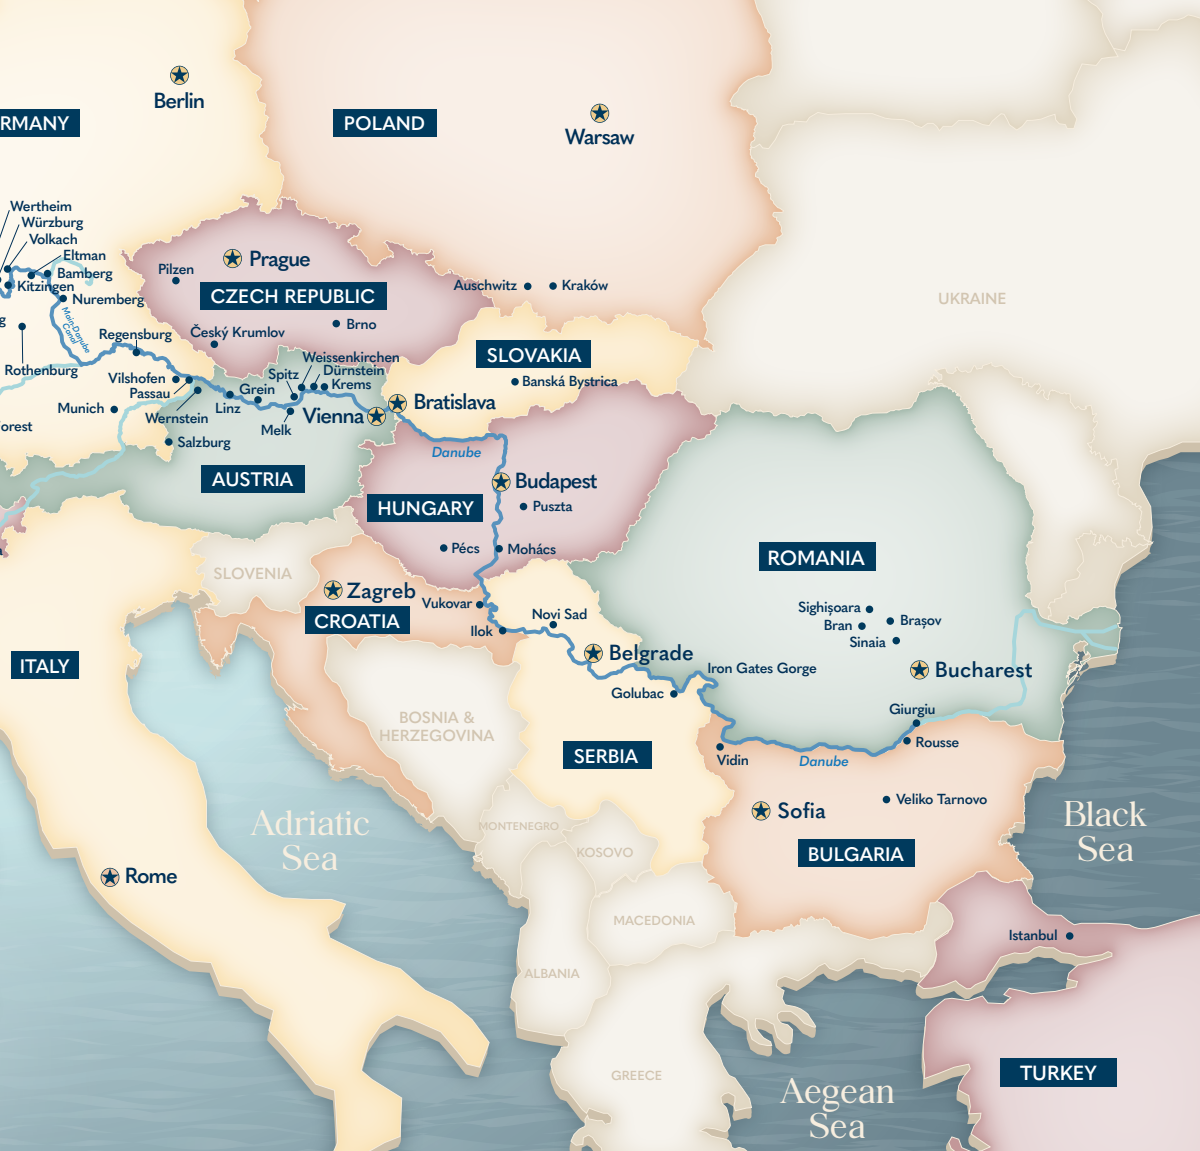 Berlin
RMANY
POLAND
Warsaw
Wertheim
Würzburg
Volkach
Eltman
Bamberg
Kitzingen
Nuremberg
Main-Danube
Canal
Pilzen
Prague
CZECH REPUBLIC
Auschwitz
Kraków
UKRAINE
g
Regensburg
Český Krumlov
Brno
Rothenburg
Weissenkirchen
Dürnstein
SLOVAKIA
Vilshofen
Passau
Spitz
Krems
Grein
Banská Bystrica
Munich
Wernstein
Linz
Vienna
Bratislava
orest
Salzburg
Melk
Danube
AUSTRIA
Budapest
HUNGARY
Puszta
Pécs
Mohács
ROMANIA
SLOVENIA
Zagreb
Vukovar
CROATIA
Ilok
Novi Sad
Sighișoara
Bran
Brașov
Sinaia
ITALY
Belgrade
Iron Gates Gorge
Bucharest
Golubac
BOSNIA &
HERZEGOVINA
Giurgiu
SERBIA
Vidin
Danube
Rousse
Adriatic
Sea
Veliko Tarnovo
Sofia
Black
Sea
MONTENEGRO
KOSOVO
BULGARIA
Rome
MACEDONIA
Istanbul
ALBANIA
GREECE
TURKEY
Aegean
Sea